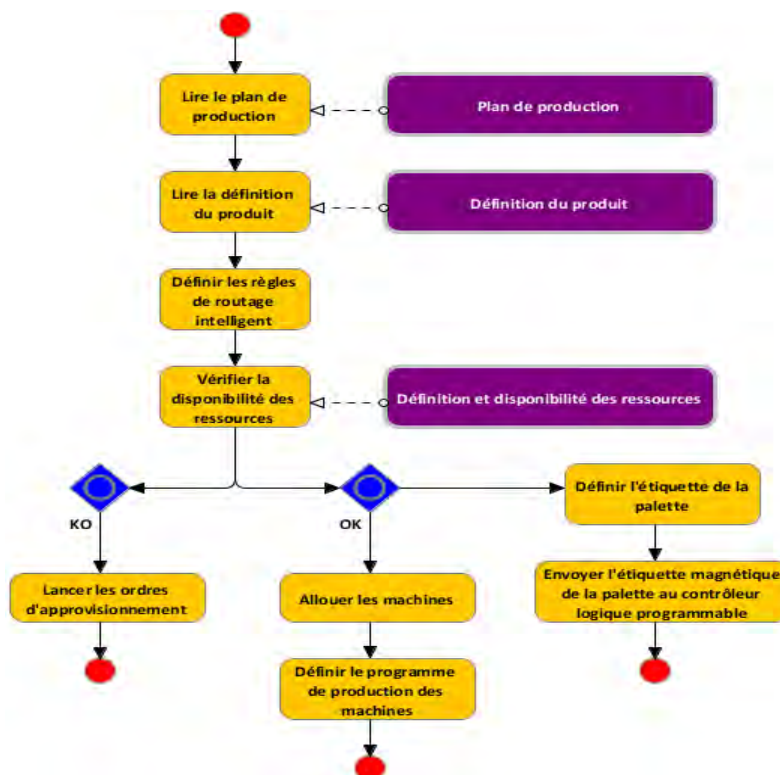 Lire le plan de
production
Plan de production
Lire la définition
du produit
Définition du produit
Définir les règles
de routage
intelligent
Vérifier la
disponibilité des
ressources
Définition et disponibilité des ressources
KO
OK
Définir l'étiquette de la
palette
Lancer les ordres
d'approvisionnement
Allouer les machines
Envoyer l'étiquette magnétique
de la palette au contrôleur
logique programmable
Définir le programme
de production des
machines